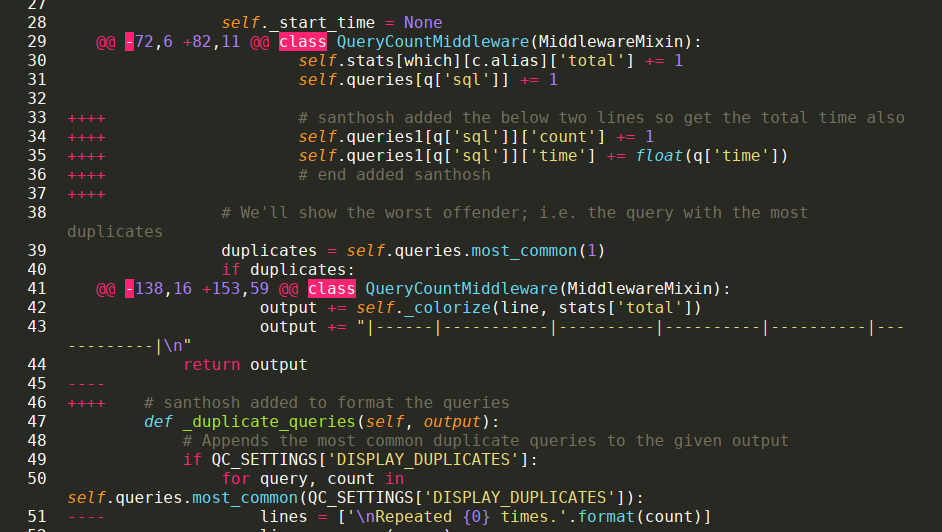 27
28 self._start_time = None
29 @@ -72,6 +82,11 @@ class QueryCountMiddleware(MiddlewareMixin):
30 self.stats[which][c.alias]['total'] += 1
31 self.queries[q['sql']] += 1
32
33 ++++ # santhosh added the below two lines so get the total time also
34 ++++ self.queries1[q['sql']]['count'] += 1
35 ++++ self.queries1[q['sql']]['time'] += float(q['time'])
36 ++++ # end added santhosh
37 ++++
38 # We'll show the worst offender; i.e. the query with the most
duplicates
39 duplicates = self.queries.most_common(1)
40 if duplicates:
41 @@ -138,16 +153,59 @@ class QueryCountMiddleware(MiddlewareMixin):
42 output += self._colorize(line, stats['total'])
43 output += "|------|-----------|----------|----------|----------|---
---------|\n"
44 return output
45 ----
46 ++++ # santhosh added to format the queries
47 def _duplicate_queries(self, output):
48 # Appends the most common duplicate queries to the given output
49 if QC_SETTINGS['DISPLAY_DUPLICATES']:
50 for query, count in
self.queries.most_common(QC_SETTINGS['DISPLAY_DUPLICATES']):
51 ---- lines = ['\nRepeated {0} times.'.format(count)]